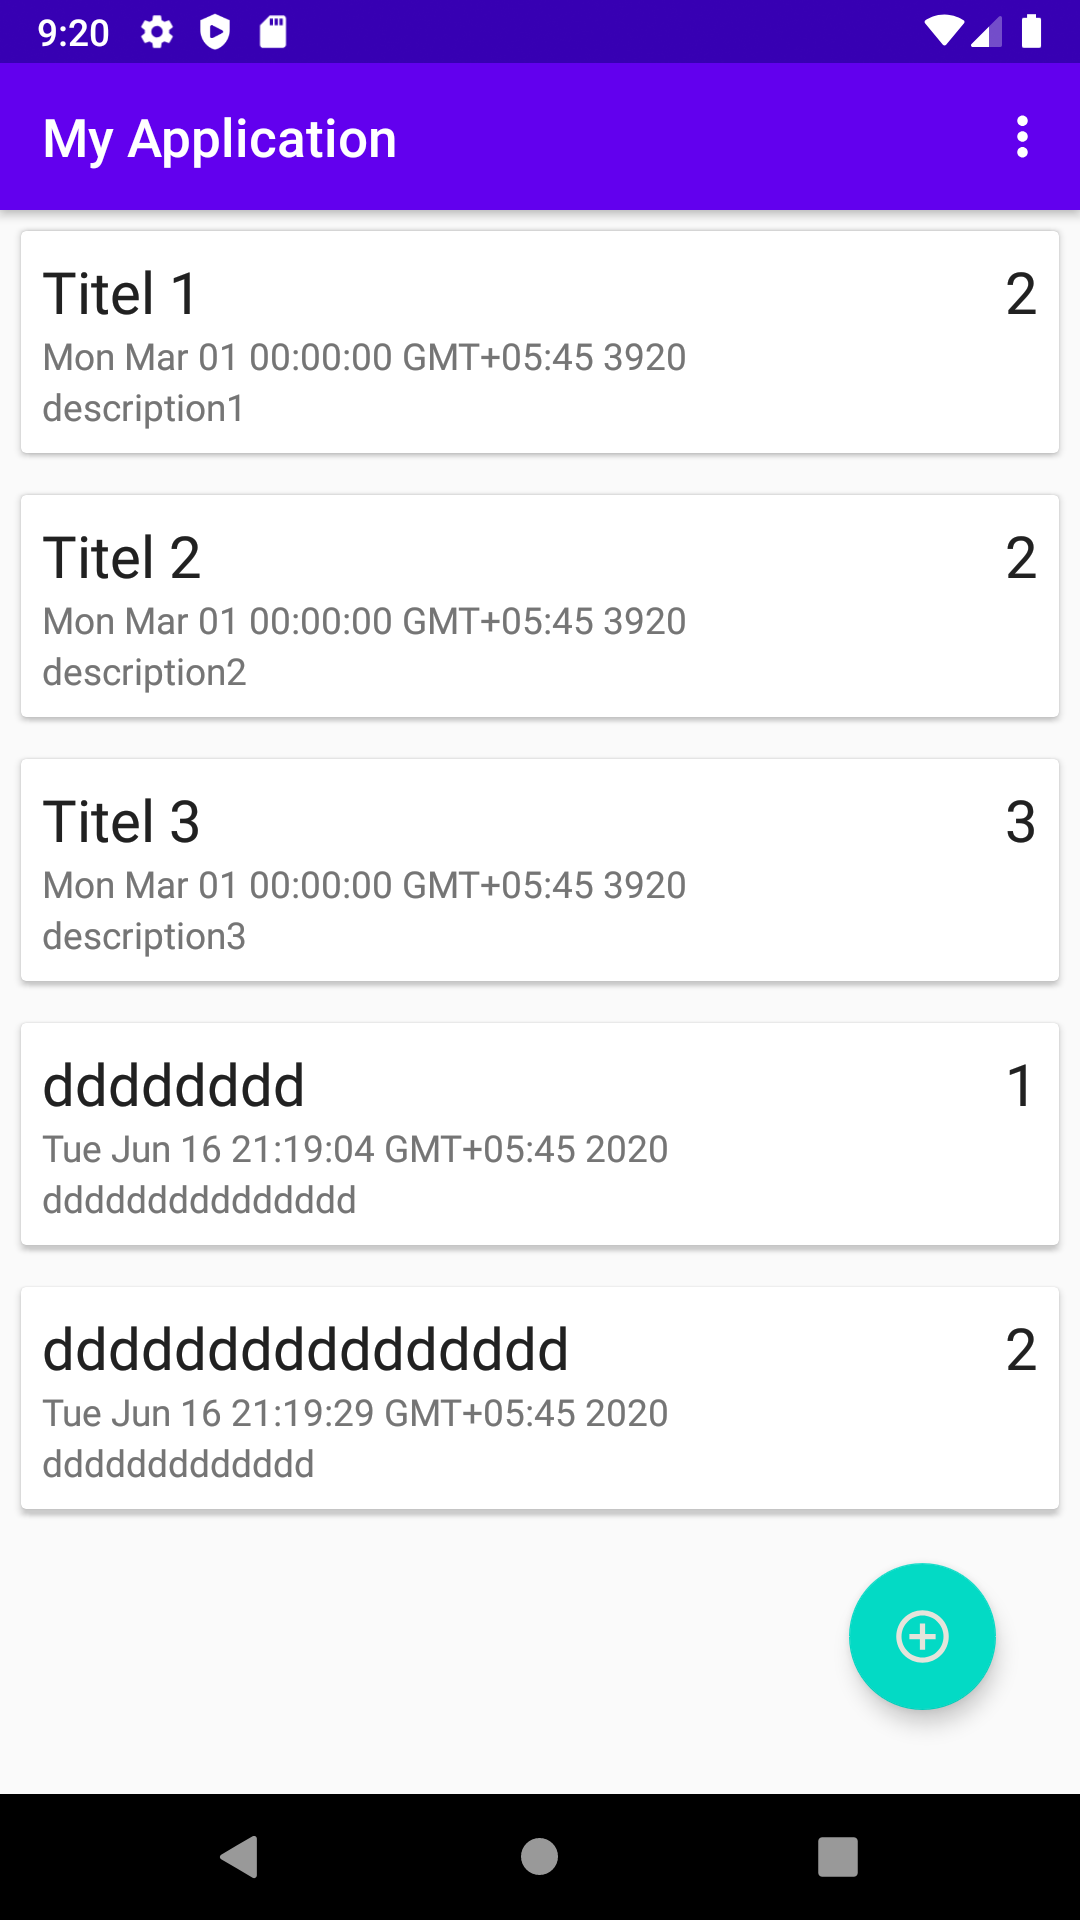 9:20
My Application
Titel 1 2
Mon Mar 01 00:00:00 GMT+05:45 3920
description1
Titel 2 2
Mon Mar 01 00:00:00 GMT+05:45 3920
description2
Titel 3 3
Mon Mar 01 00:00:00 GMT+05:45 3920
description3
dddddddd 1
Tue Jun 16 21:19:04 GMT+05:45 2020
ddddddddddddddd
dddddddddddddddd 2
Tue Jun 16 21:19:29 GMT+05:45 2020
ddddddddddddd